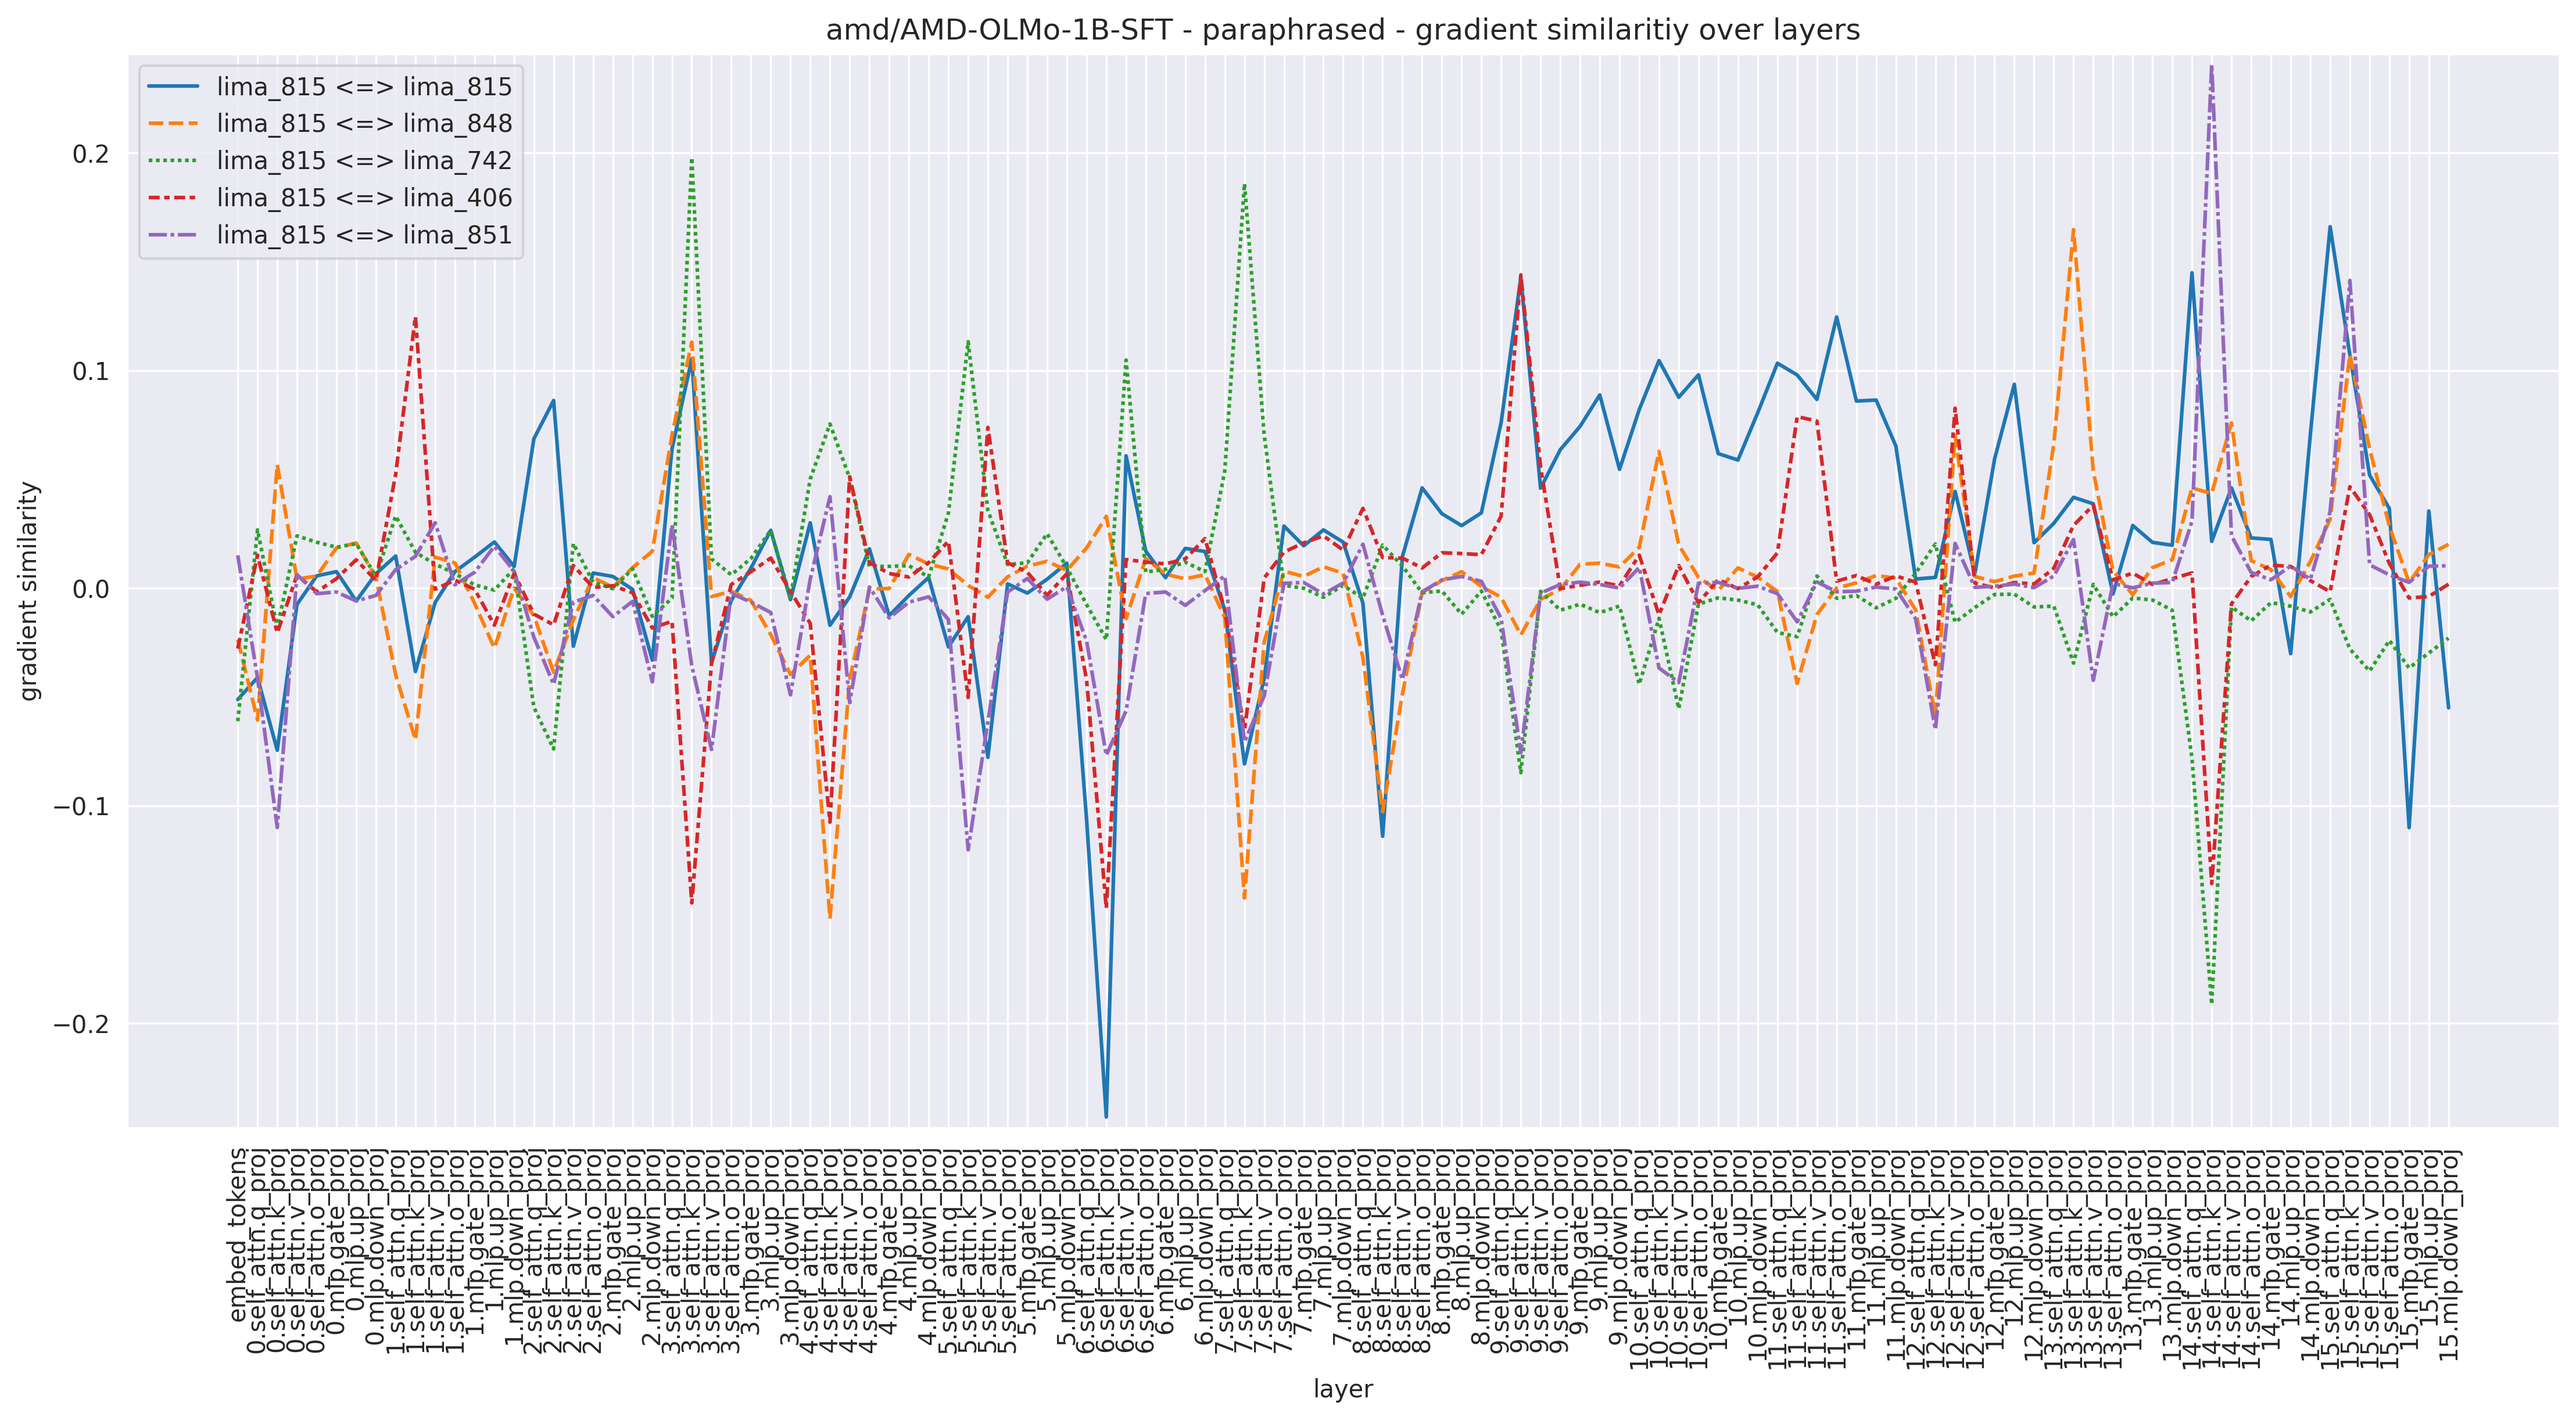 amd/AMD-OLMo-1B-SFT - paraphrased - gradient similaritiy over layers
lima_815 <=> lima_815
lima_815 <=> lima_848
lima_815 <=> lima_742
lima_815 <=> lima_406
lima_815 <=> lima_851
gradient similarity
0.2
0.1
0.0
−0.1
−0.2
embed_tokens
0.self_attn.q_proj
0.self_attn.k_proj
0.self_attn.v_proj
0.self_attn.o_proj
0.mlp.gate_proj
0.mlp.up_proj
0.mlp.down_proj
1.self_attn.q_proj
1.self_attn.k_proj
1.self_attn.v_proj
1.self_attn.o_proj
1.mlp.gate_proj
1.mlp.up_proj
1.mlp.down_proj
2.self_attn.q_proj
2.self_attn.k_proj
2.self_attn.v_proj
2.self_attn.o_proj
2.mlp.gate_proj
2.mlp.up_proj
2.mlp.down_proj
3.self_attn.q_proj
3.self_attn.k_proj
3.self_attn.v_proj
3.self_attn.o_proj
3.mlp.gate_proj
3.mlp.up_proj
3.mlp.down_proj
4.self_attn.q_proj
4.self_attn.k_proj
4.self_attn.v_proj
4.self_attn.o_proj
4.mlp.gate_proj
4.mlp.up_proj
4.mlp.down_proj
5.self_attn.q_proj
5.self_attn.k_proj
5.self_attn.v_proj
5.self_attn.o_proj
5.mlp.gate_proj
5.mlp.up_proj
5.mlp.down_proj
6.self_attn.q_proj
6.self_attn.k_proj
6.self_attn.v_proj
6.self_attn.o_proj
6.mlp.gate_proj
6.mlp.up_proj
6.mlp.down_proj
7.self_attn.q_proj
7.self_attn.k_proj
7.self_attn.v_proj
7.self_attn.o_proj
7.mlp.gate_proj
7.mlp.up_proj
7.mlp.down_proj
8.self_attn.q_proj
8.self_attn.k_proj
8.self_attn.v_proj
8.self_attn.o_proj
8.mlp.gate_proj
8.mlp.up_proj
8.mlp.down_proj
9.self_attn.q_proj
9.self_attn.k_proj
9.self_attn.v_proj
9.self_attn.o_proj
9.mlp.gate_proj
9.mlp.up_proj
9.mlp.down_proj
10.self_attn.q_proj
10.self_attn.k_proj
10.self_attn.v_proj
10.self_attn.o_proj
10.mlp.gate_proj
10.mlp.up_proj
10.mlp.down_proj
11.self_attn.q_proj
11.self_attn.k_proj
11.self_attn.v_proj
11.self_attn.o_proj
11.mlp.gate_proj
11.mlp.up_proj
11.mlp.down_proj
12.self_attn.q_proj
12.self_attn.k_proj
12.self_attn.v_proj
12.self_attn.o_proj
12.mlp.gate_proj
12.mlp.up_proj
12.mlp.down_proj
13.self_attn.q_proj
13.self_attn.k_proj
13.self_attn.v_proj
13.self_attn.o_proj
13.mlp.gate_proj
13.mlp.up_proj
13.mlp.down_proj
14.self_attn.q_proj
14.self_attn.k_proj
14.self_attn.v_proj
14.self_attn.o_proj
14.mlp.gate_proj
14.mlp.up_proj
14.mlp.down_proj
15.self_attn.q_proj
15.self_attn.k_proj
15.self_attn.v_proj
15.self_attn.o_proj
15.mlp.gate_proj
15.mlp.up_proj
15.mlp.down_proj
layer